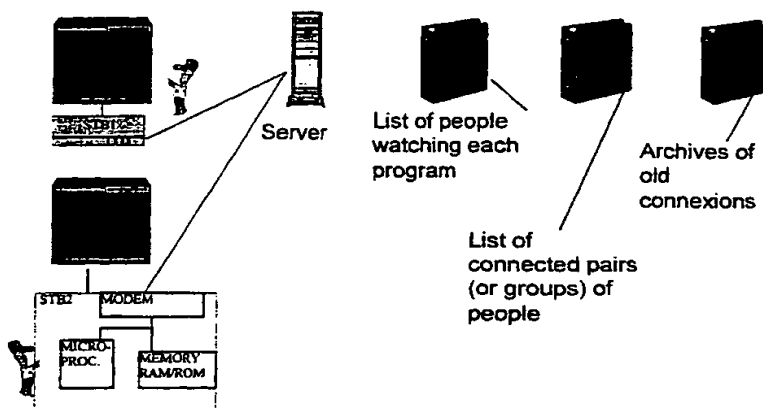 STB1
Server
List of people
watching each
program
Archives of
old
connexions
List of
connected pairs
(or groups) of
people
STB2
MODEM
MICRO-
PROC.
MEMORY
RAM/ROM